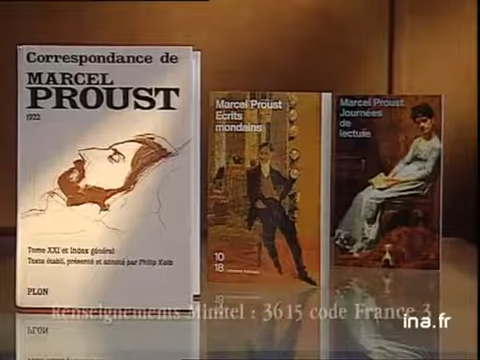 Correspondance de
MARCEL
PROUST
1922
Tome XXI et Index général
Texte établi, présenté et annoté par Philip Kolb
PLON
Marcel Proust
Ecrits
mondains
10
18
Marcel Proust
Journées
de
lecture
Renseignements Minitel : 3615 code France 3
ina.fr